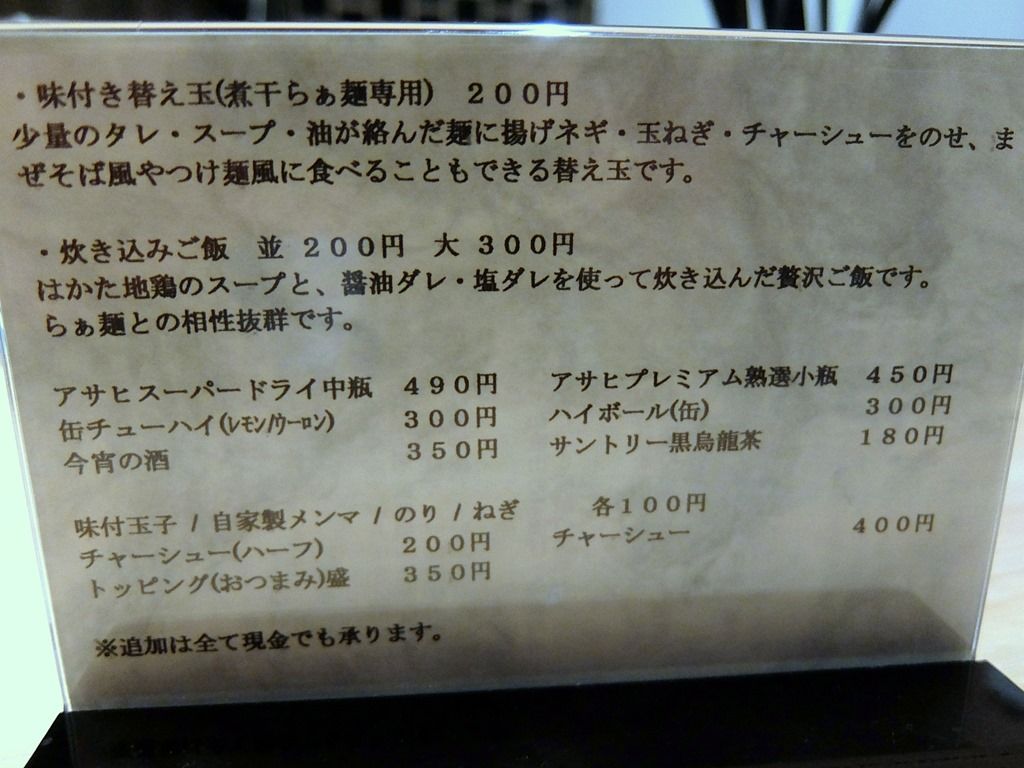 ・味付き替え玉(煮干らぁ麺専用)　２００円
少量のタレ・スープ・油が絡んだ麺に揚げネギ・玉ねぎ・チャーシューをのせ、ま
ぜそば風やつけ麺風に食べることもできる替え玉です。
・炊き込みご飯　並 ２００円　大 ３００円
はかた地鶏のスープと、醤油ダレ・塩ダレを使って炊き込んだ贅沢ご飯です。
らぁ麺との相性抜群です。
アサヒスーパードライ中瓶　４９０円　アサヒプレミアム熟選小瓶　４５０円
缶チューハイ(ﾚﾓﾝ/ｳｰﾛﾝ)　３００円　ハイボール(缶)　３００円
今宵の酒　３５０円　サントリー黒烏龍茶　１８０円
味付玉子 / 自家製メンマ / のり / ねぎ　各１００円
チャーシュー(ハーフ)　２００円　チャーシュー　４００円
トッピング(おつまみ)盛　３５０円
※追加は全て現金でも承ります。